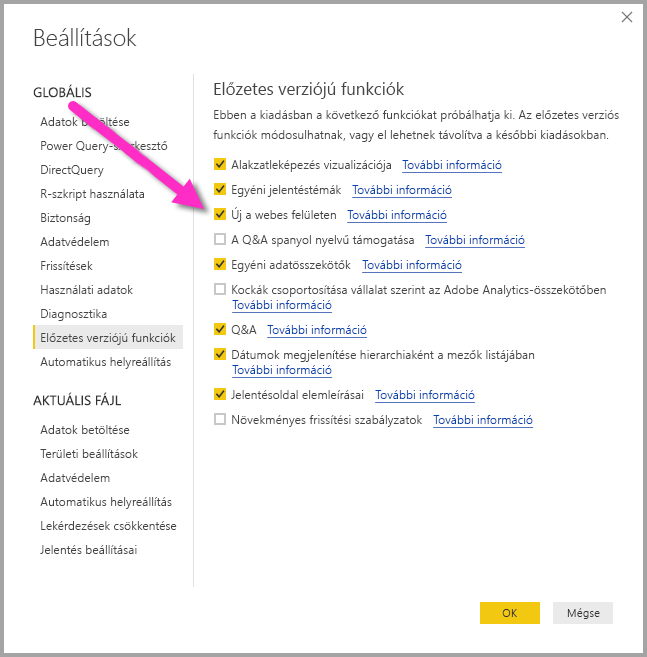 Beállítások
GLOBÁLIS
Adatok betöltése
Power Query-szerkesztő
DirectQuery
R-szkript használata
Biztonság
Adatvédelem
Frissítések
Használati adatok
Diagnosztika
Előzetes verziójú funkciók
Automatikus helyreállítás
AKTUÁLIS FÁJL
Adatok betöltése
Területi beállítások
Adatvédelem
Automatikus helyreállítás
Lekérdezések csökkentése
Jelentés beállításai
Előzetes verziójú funkciók
Ebben a kiadásban a következő funkciókat próbálhatja ki. Az előzetes verziós
funkciók módosulhatnak, vagy el lehetnek távolítva a későbbi kiadásokban.
Alakzatleképezés vizualizációja További információ
Egyéni jelentéstémák További információ
Új a webes felületen További információ
A Q&A spanyol nyelvű támogatása További információ
Egyéni adatösszekötők További információ
Kockák csoportosítása vállalat szerint az Adobe Analytics-összekötőben
További információ
Q&A További információ
Dátumok megjelenítése hierarchiaként a mezők listájában
További információ
Jelentésoldal elemleírásai További információ
Növekményes frissítési szabályzatok További információ
OK Mégse